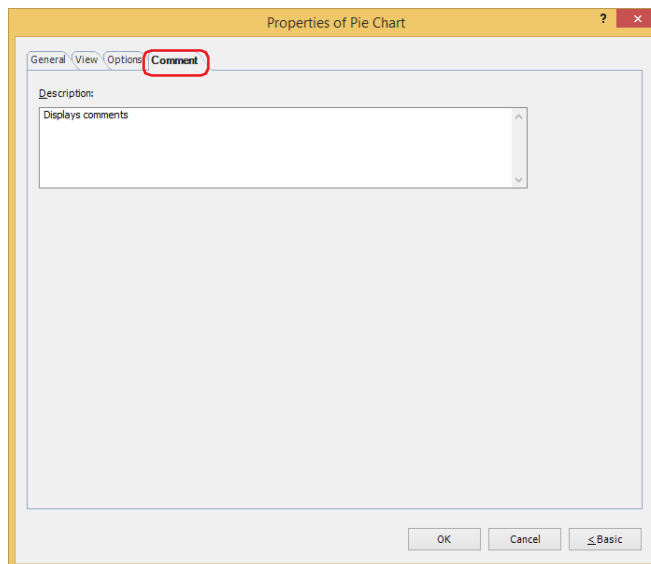 Properties of Pie Chart ? ×
General View Options Comment
Description:
Displays comments
OK Cancel < Basic